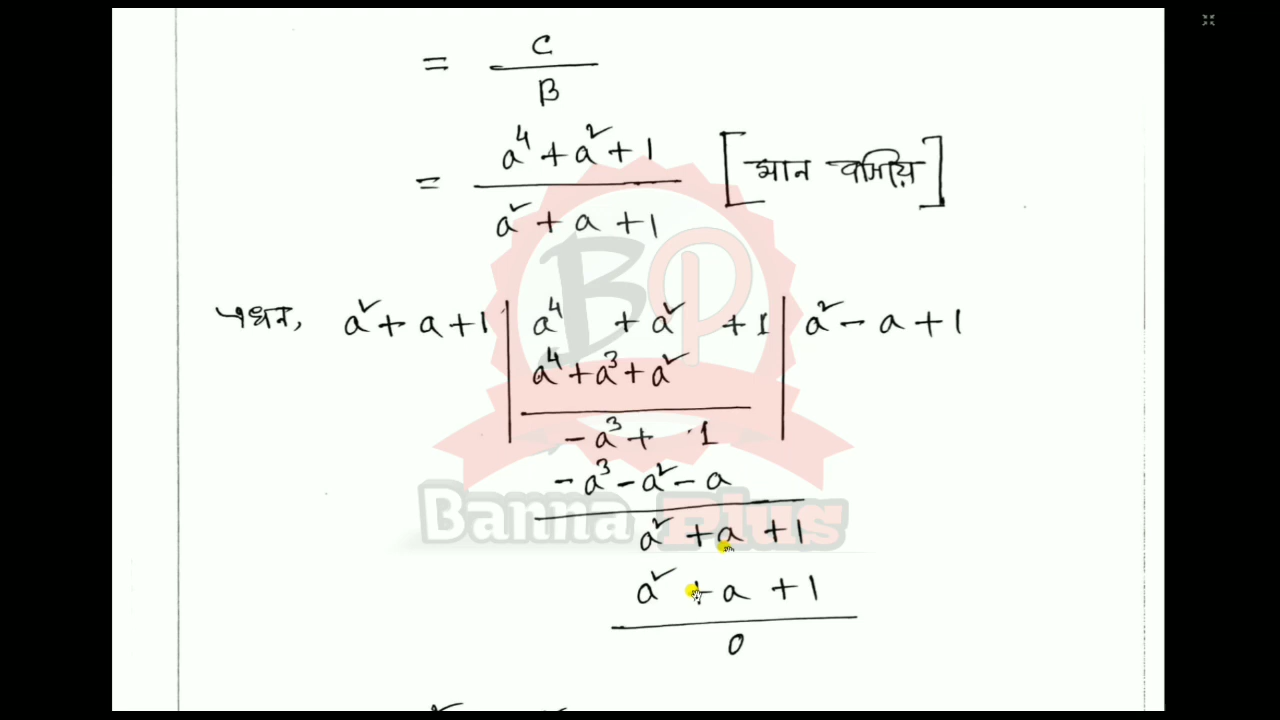 = C
B
= a⁴ + a² + 1 [মান বসিয়ে]
a² + a + 1
এখন, a² + a + 1 | a⁴ + a² + 1 | a² - a + 1
a⁴ + a³ + a²
- a³ + 1
- a³ - a² - a
a² + a + 1
a² + a + 1
0
BP
Banna Plus